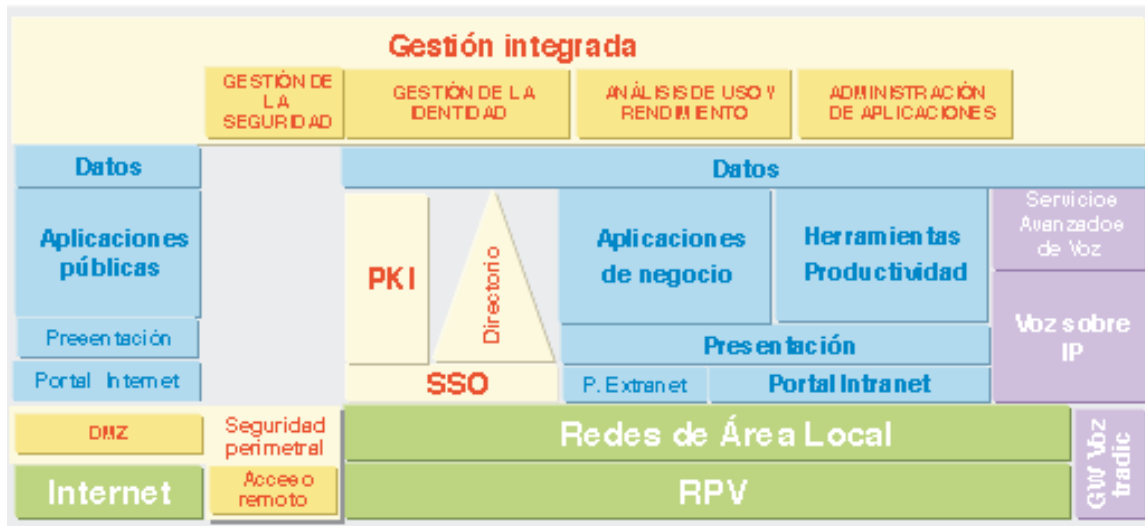 Gestión integrada
GESTIÓN DE
LA
SEGURIDAD
GESTIÓN DE LA
IDENTIDAD
ANÁLISIS DE USO Y
RENDIMIENTO
ADMINISTRACIÓN
DE APLICACIONES
Datos
Datos
Aplicaciones
públicas
PKI
Directorio
Aplicaciones
de negocio
Herramientas
Productividad
Servicios
Avanzados
de Voz
Presentación
Presentación
Voz sobre
IP
Portal Internet
SSO
P. Extranet
Portal Intranet
DMZ
Seguridad
perimetral
Redes de Área Local
GW Voz
tradic
Internet
Acceso
remoto
RPV